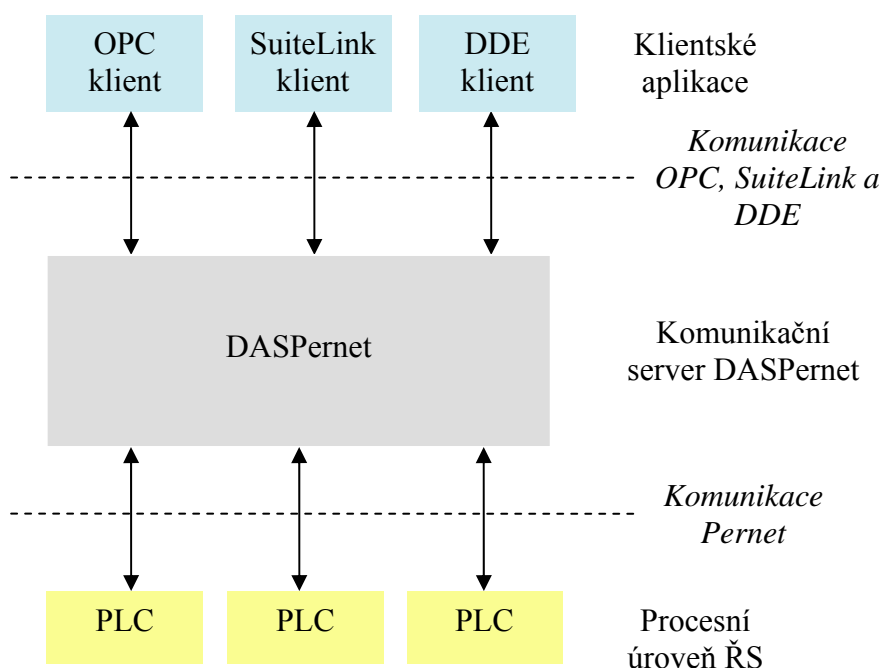 OPC
klient
SuiteLink
klient
DDE
klient
Klientské
aplikace
Komunikace
OPC, SuiteLink a
DDE
DASPernet
Komunikační
server DASPernet
Komunikace
Pernet
PLC
PLC
PLC
Procesní
úroveň ŘS